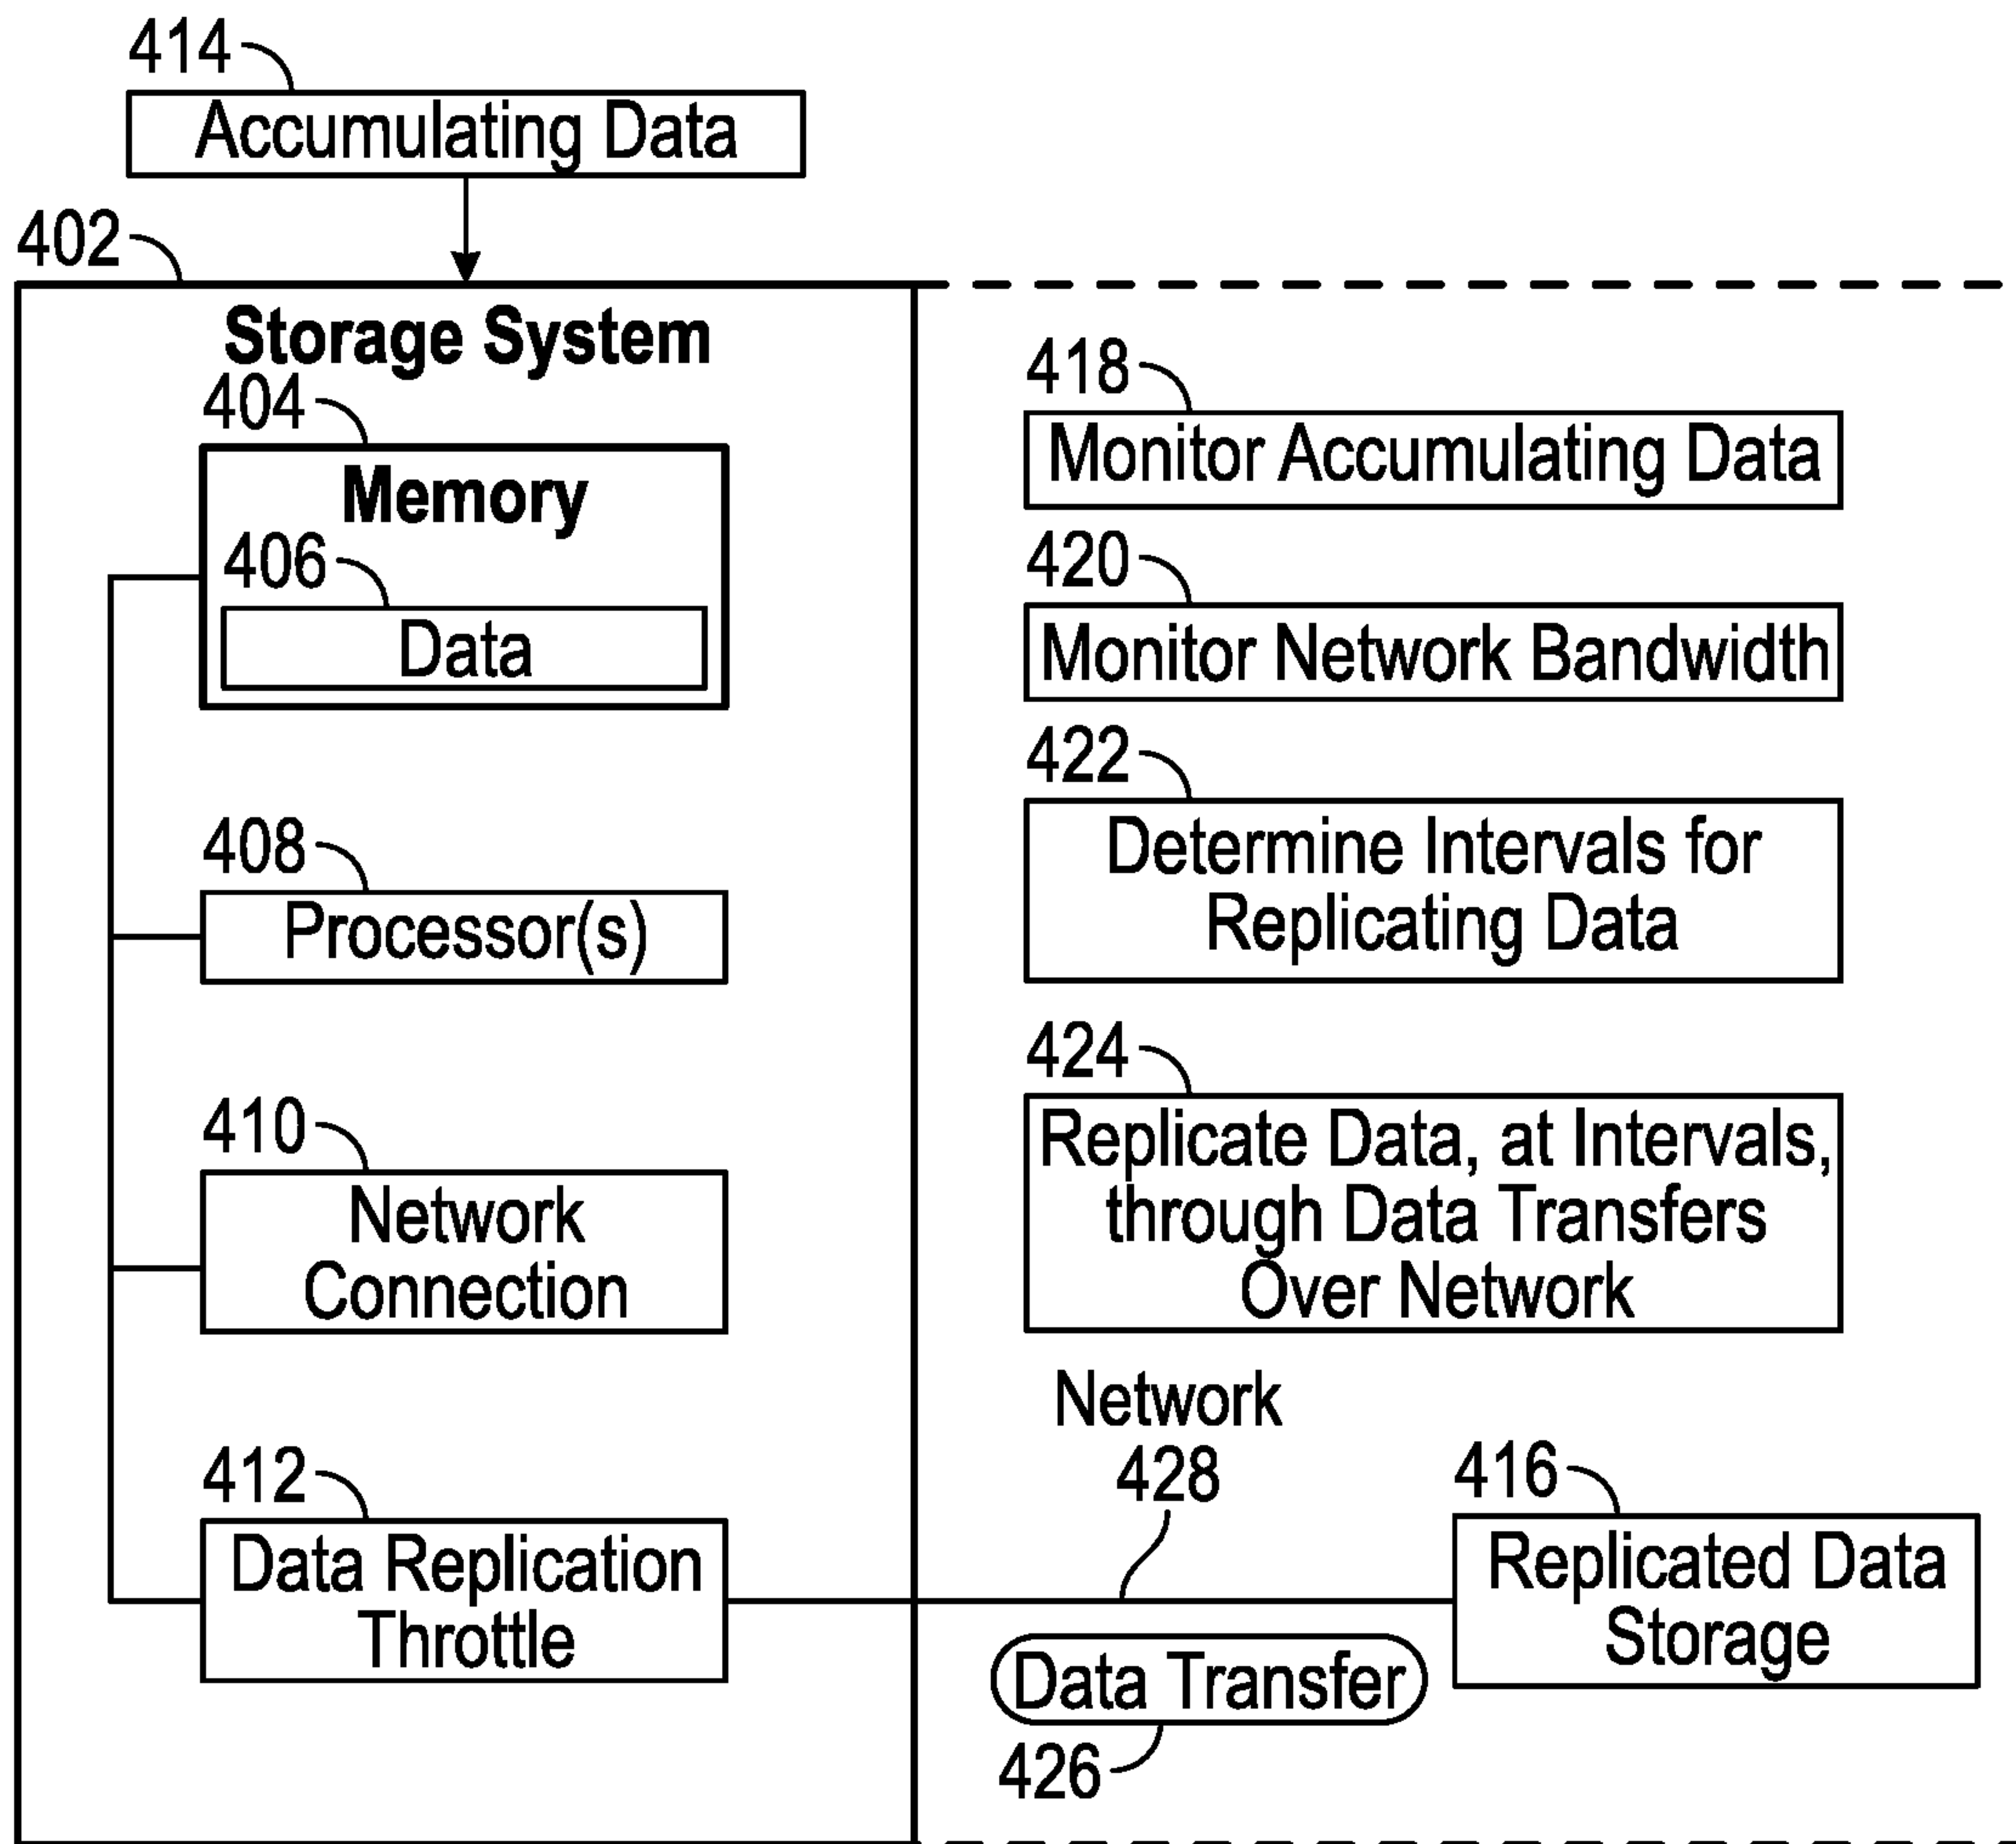 414
Accumulating Data
402
Storage System
404
Memory
406
Data
408
Processor(s)
410
Network
Connection
412
Data Replication
Throttle
418
Monitor Accumulating Data
420
Monitor Network Bandwidth
422
Determine Intervals for
Replicating Data
424
Replicate Data, at Intervals,
through Data Transfers
Over Network
Network
428
416
Replicated Data
Storage
Data Transfer
426